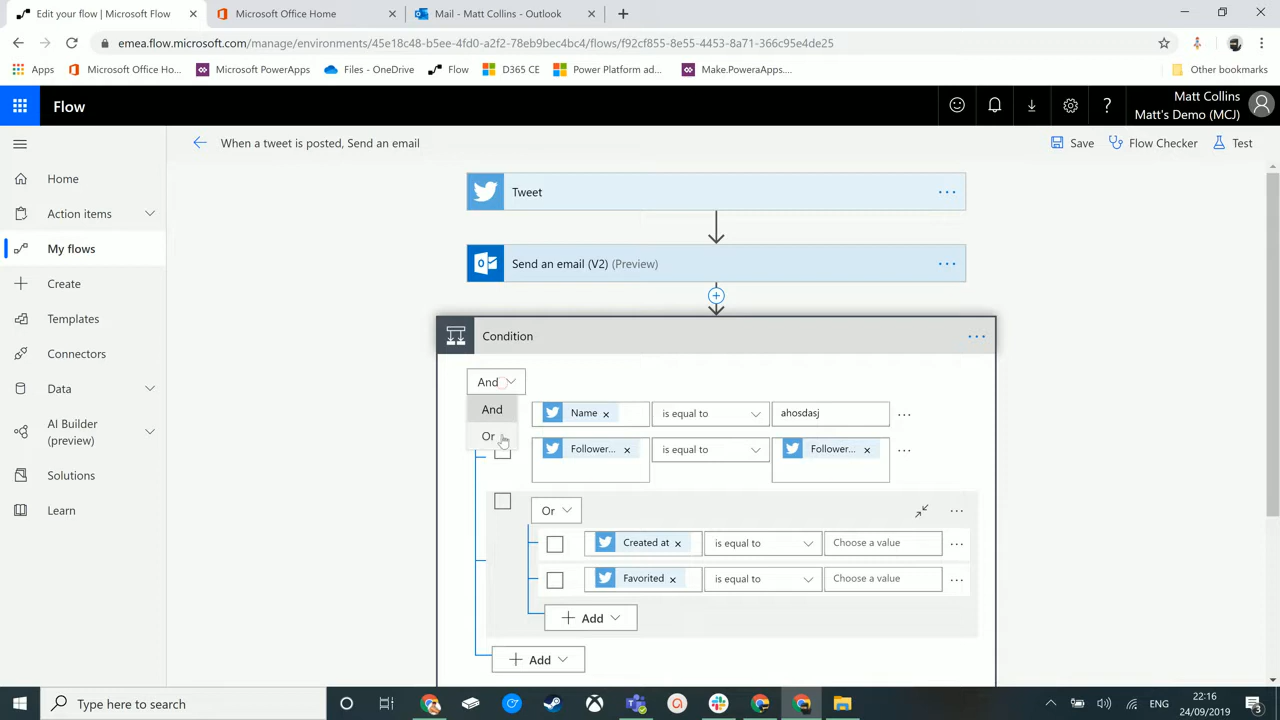 Edit your flow | Microsoft Flow
Microsoft Office Home
Mail - Matt Collins - Outlook
emea.flow.microsoft.com/manage/environments/45e18c48-b5ee-4fd0-a2f2-78eb9bec4bc4/flows/f92cf855-8e55-4453-8a71-366c95e4de25
Apps
Microsoft Office Ho...
Microsoft PowerApps
Files - OneDrive
Flow
D365 CE
Power Platform ad...
Make.PoweraApps....
Other bookmarks
Flow
Matt Collins
Matt's Demo (MCJ)
When a tweet is posted, Send an email
Save
Flow Checker
Test
Home
Action items
My flows
Create
Templates
Connectors
Data
AI Builder
(preview)
Solutions
Learn
Tweet
Send an email (V2) (Preview)
Condition
And
And
Or
Name is equal to ahosdasj
Follower... is equal to Follower...
Or
Created at is equal to Choose a value
Favorited is equal to Choose a value
Add
Add
Type here to search
ENG
22:16
24/09/2019
3